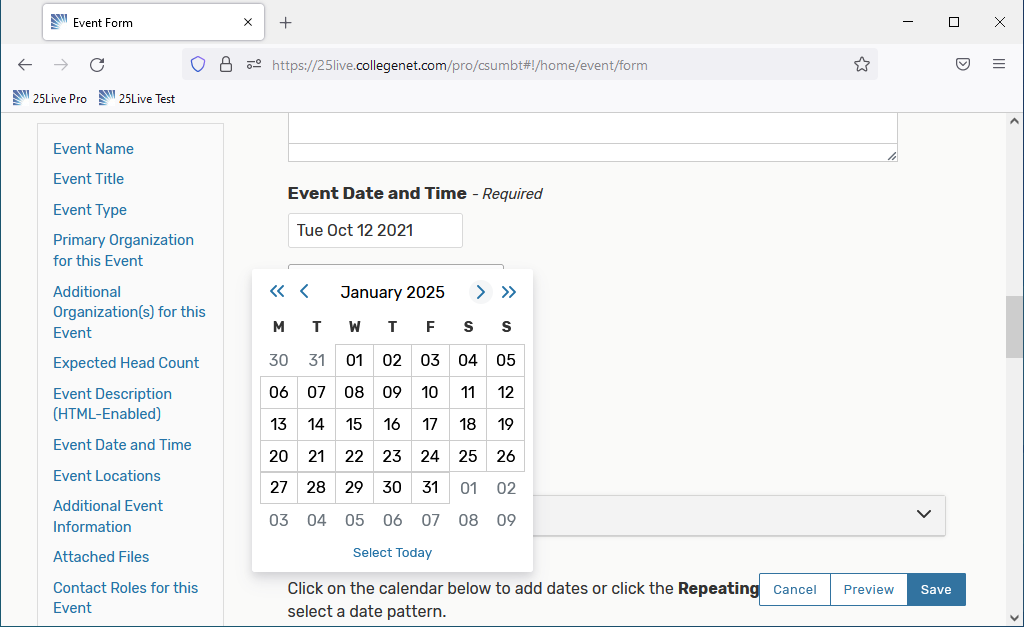 Event Form
https://25live.collegenet.com/pro/csumbt#!/home/event/form
25Live Pro 25Live Test
Event Name
Event Title
Event Type
Primary Organization
for this Event
Additional
Organization(s) for this
Event
Expected Head Count
Event Description
(HTML-Enabled)
Event Date and Time
Event Locations
Additional Event
Information
Attached Files
Contact Roles for this
Event
Event Date and Time - Required
Tue Oct 12 2021
January 2025
M T W T F S S
30 31 01 02 03 04 05
06 07 08 09 10 11 12
13 14 15 16 17 18 19
20 21 22 23 24 25 26
27 28 29 30 31 01 02
03 04 05 06 07 08 09
Select Today
Click on the calendar below to add dates or click the Repeating
select a date pattern.
Cancel Preview Save